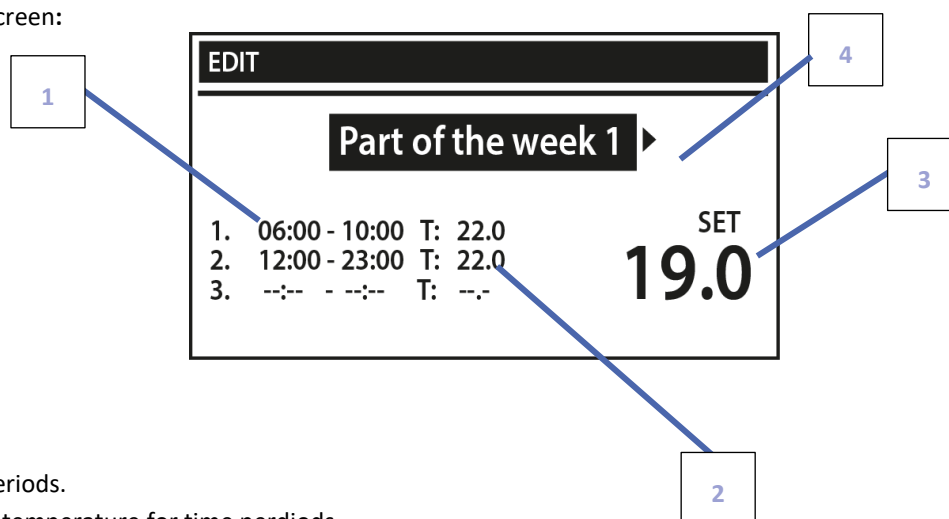 creen:
EDIT
4
1
Part of the week 1
3
SET
1. 06:00 - 10:00 T: 22.0
19.0
2. 12:00 - 23:00 T: 22.0
3. --:-- - --:-- T: --.-
eriods.
2
temperature for time perdiods